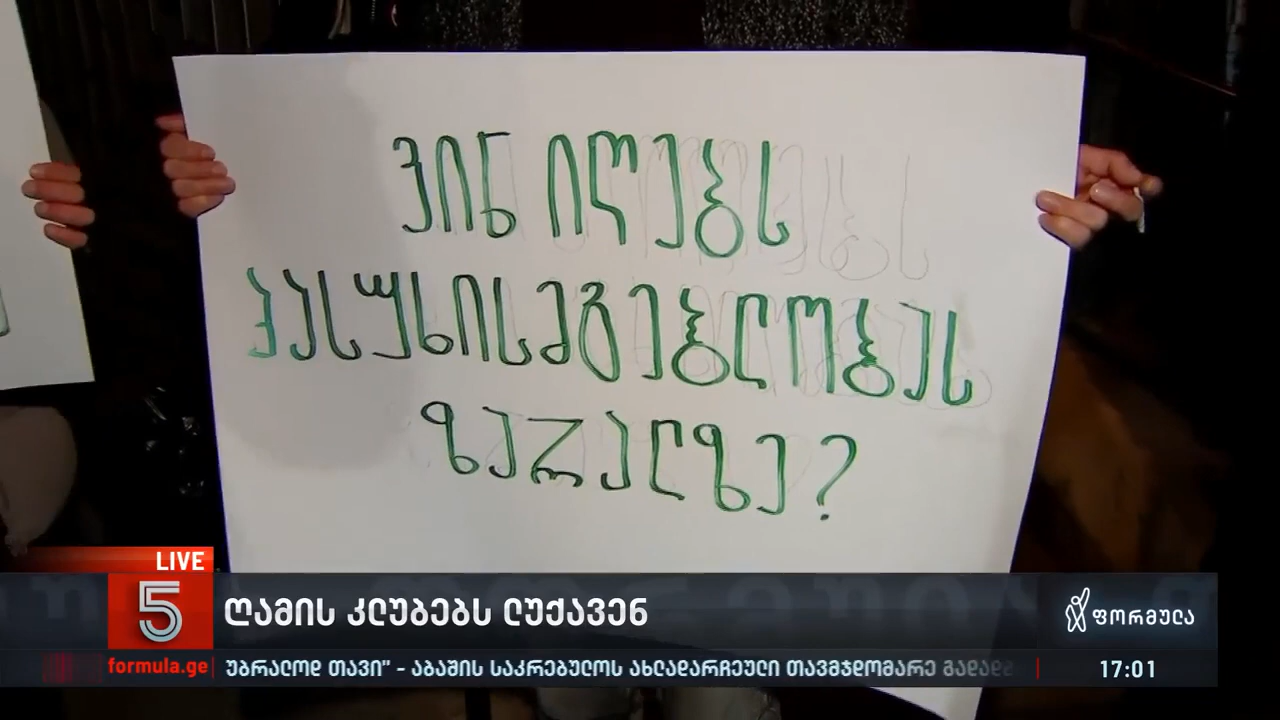 ვინ იღებს
პასუხისმგებლობას
ზარალზე?
LIVE
5
ღამის კლუბებს ლუქავენ
ფორმულა
formula.ge
უბრალოდ თავი" - აბაშის საკრებულოს ახლადარჩეული თავმჯდომარე
17:01